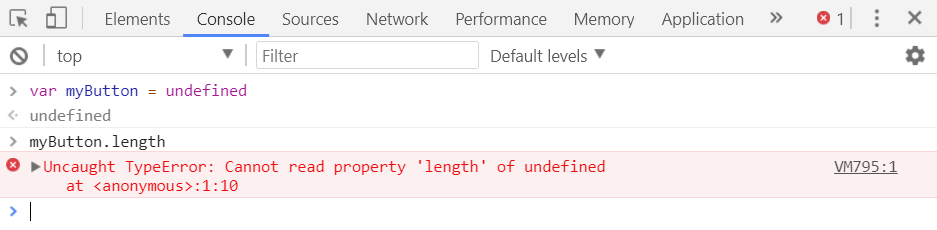 Elements Console Sources Network Performance Memory Application » 1
top Filter Default levels
> var myButton = undefined
undefined
> myButton.length
Uncaught TypeError: Cannot read property 'length' of undefined VM795:1
at <anonymous>:1:10
>